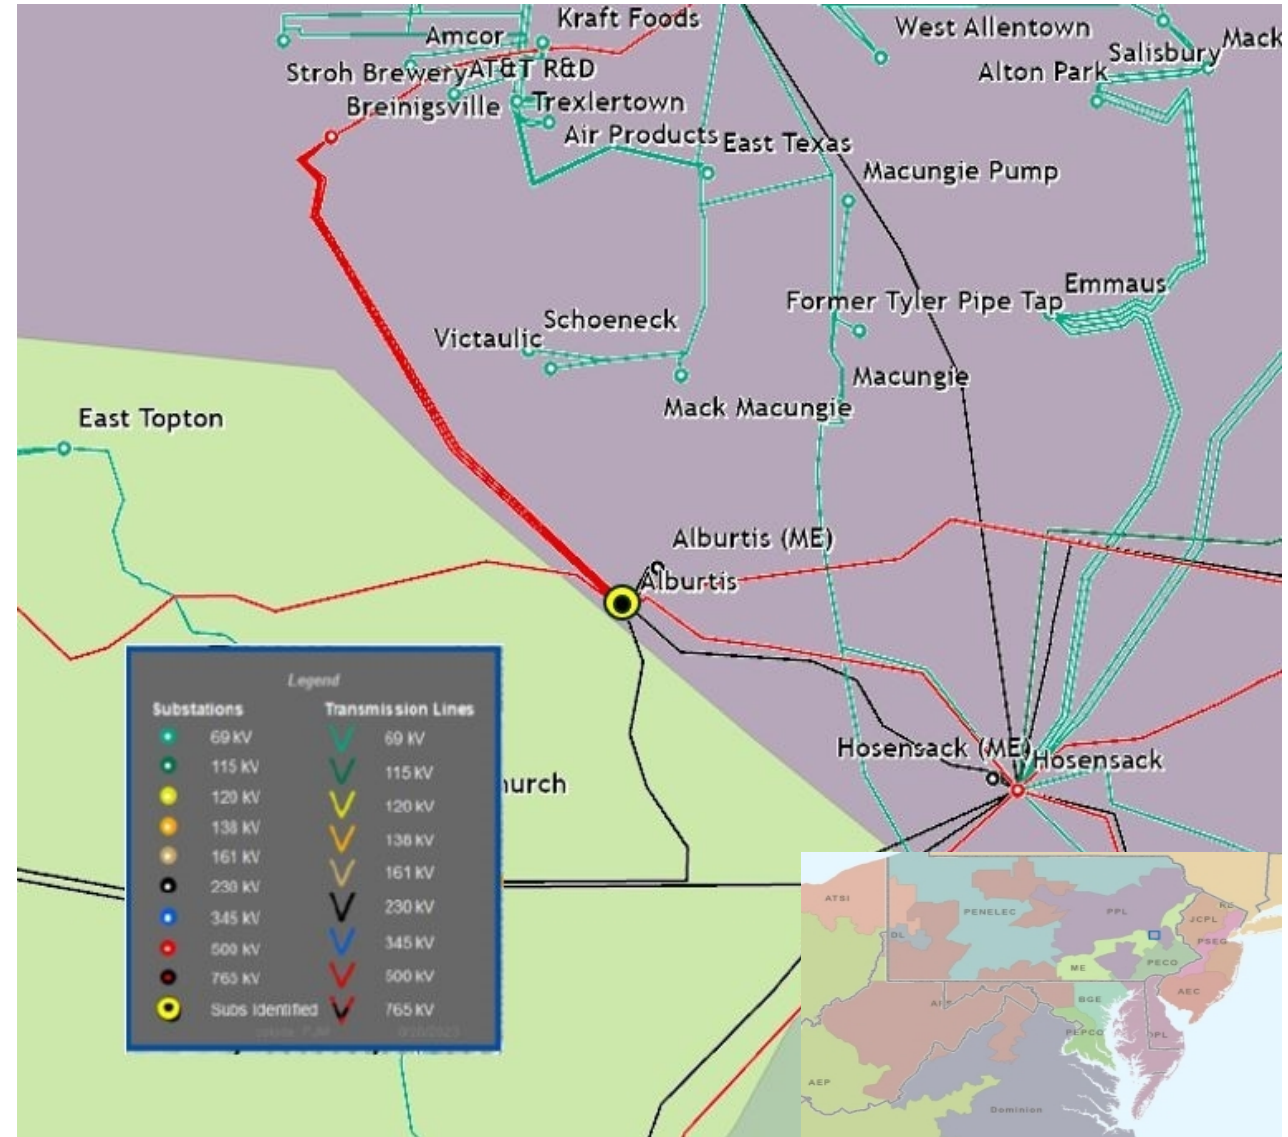 Kraft Foods
West Allentown
Mack
Amcor
Salisbury
Stroh Brewery
AT&T R&D
Alton Park
Breinigsville
Trexlertown
Air Products
East Texas
Macungie Pump
Emmaus
Former Tyler Pipe Tap
Schoeneck
Victaulic
Macungie
Mack Macungie
East Topton
Alburtis (ME)
Alburtis
Hosensack (ME)
Hosensack
hurch
Legend
Substations
69 kV
115 kV
120 kV
138 kV
161 kV
230 kV
345 kV
500 kV
765 kV
Subs Identified
Transmission Lines
69 kV
115 kV
120 kV
138 kV
161 kV
230 kV
345 kV
500 kV
765 kV
ATSI
PENELEC
PPL
RE
JCPL
DL
PSEG
ME
PECO
AEC
BGE
PEPCO
DPL
AEP
Dominion